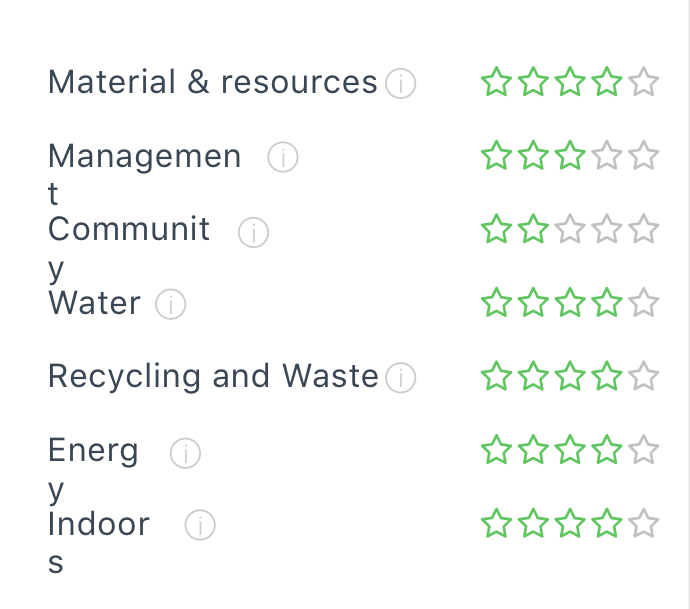 Material & resources
Managemen
t
Communit
y
Water
Recycling and Waste
Energ
y
Indoor
s